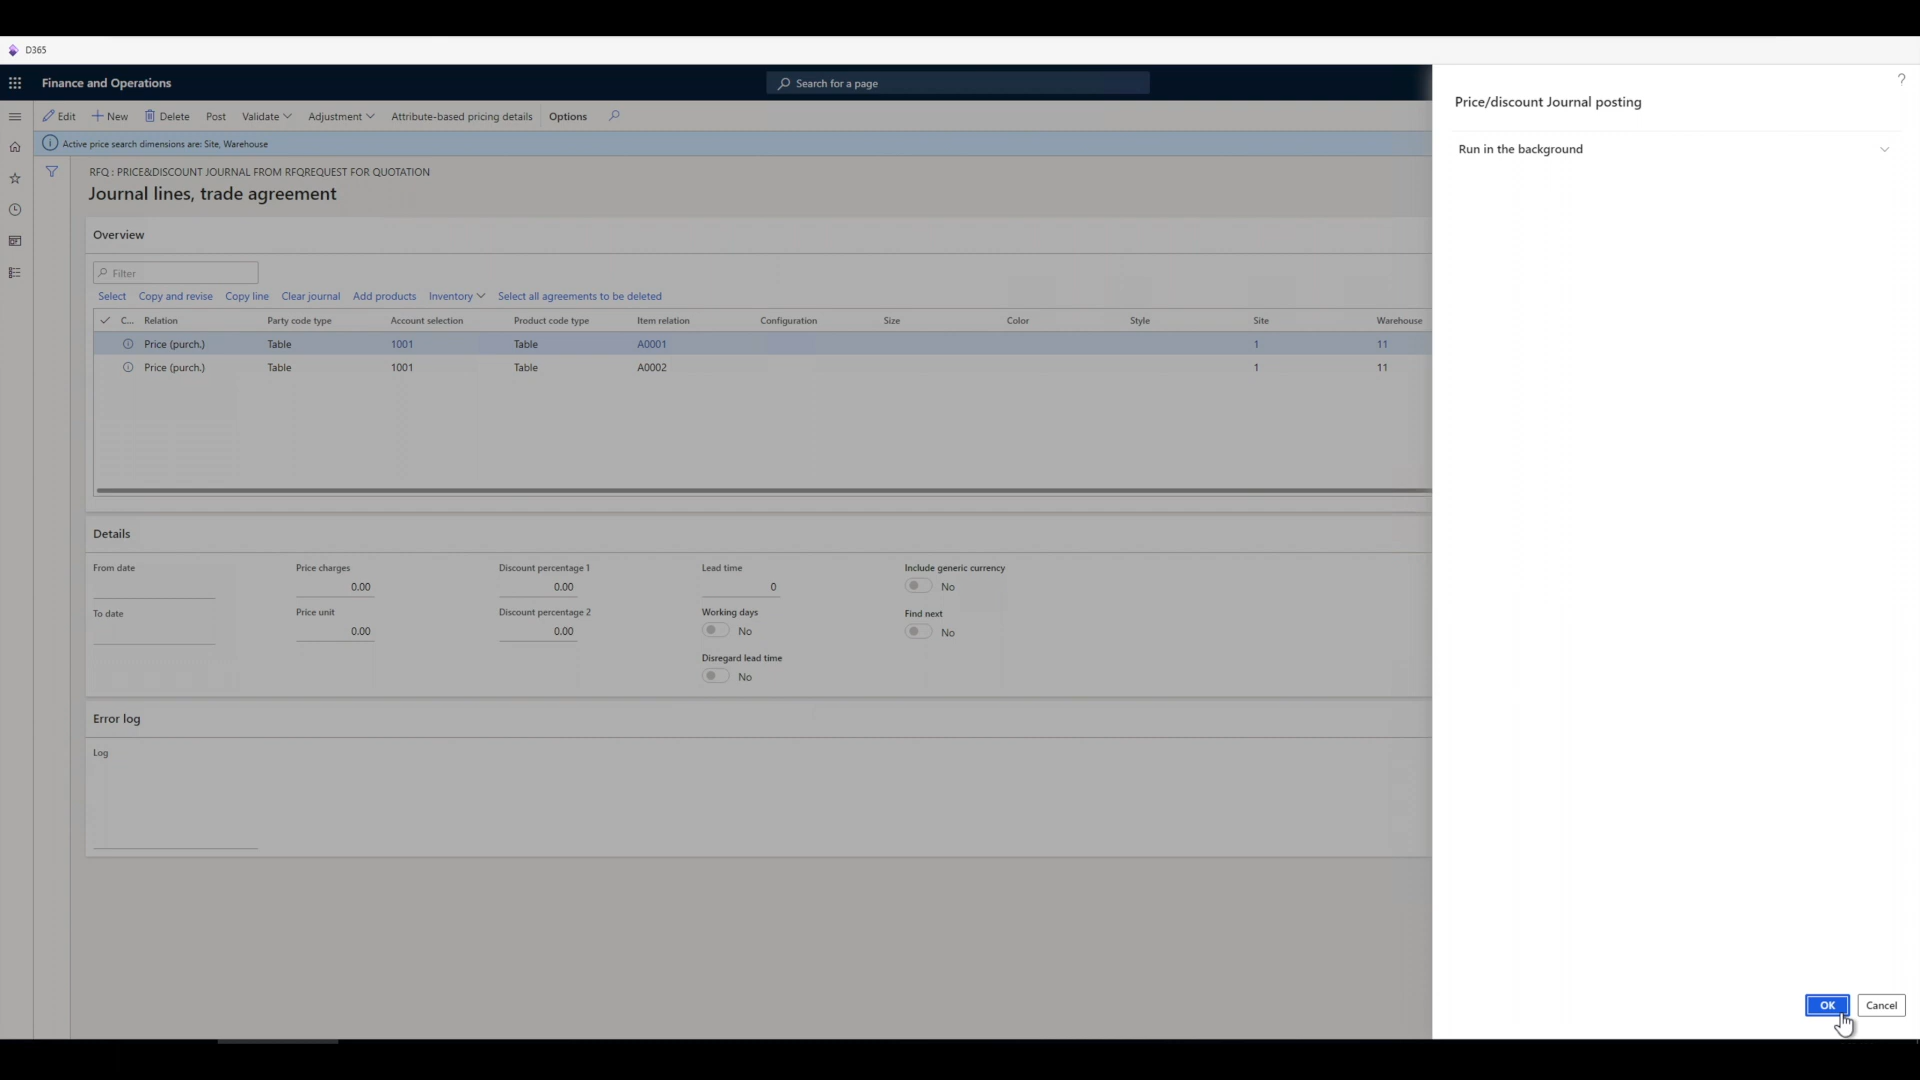 D365
Finance and Operations
Search for a page
?
Edit New Delete Post Validate Adjustment Attribute-based pricing details Options
Active price search dimensions are: Site, Warehouse
RFQ : PRICE&DISCOUNT JOURNAL FROM RFQREQUEST FOR QUOTATION
Journal lines, trade agreement
Overview
Filter
Select Copy and revise Copy line Clear journal Add products Inventory Select all agreements to be deleted
C... Relation Party code type Account selection Product code type Item relation Configuration Size Color Style Site Warehouse
Price (purch.) Table 1001 Table A0001 1 11
Price (purch.) Table 1001 Table A0002 1 11
Details
From date
To date
Price charges
0.00
Price unit
0.00
Discount percentage 1
0.00
Discount percentage 2
0.00
Lead time
0
Working days
No
Disregard lead time
No
Include generic currency
No
Find next
No
Error log
Log
Price/discount Journal posting
Run in the background
OK Cancel